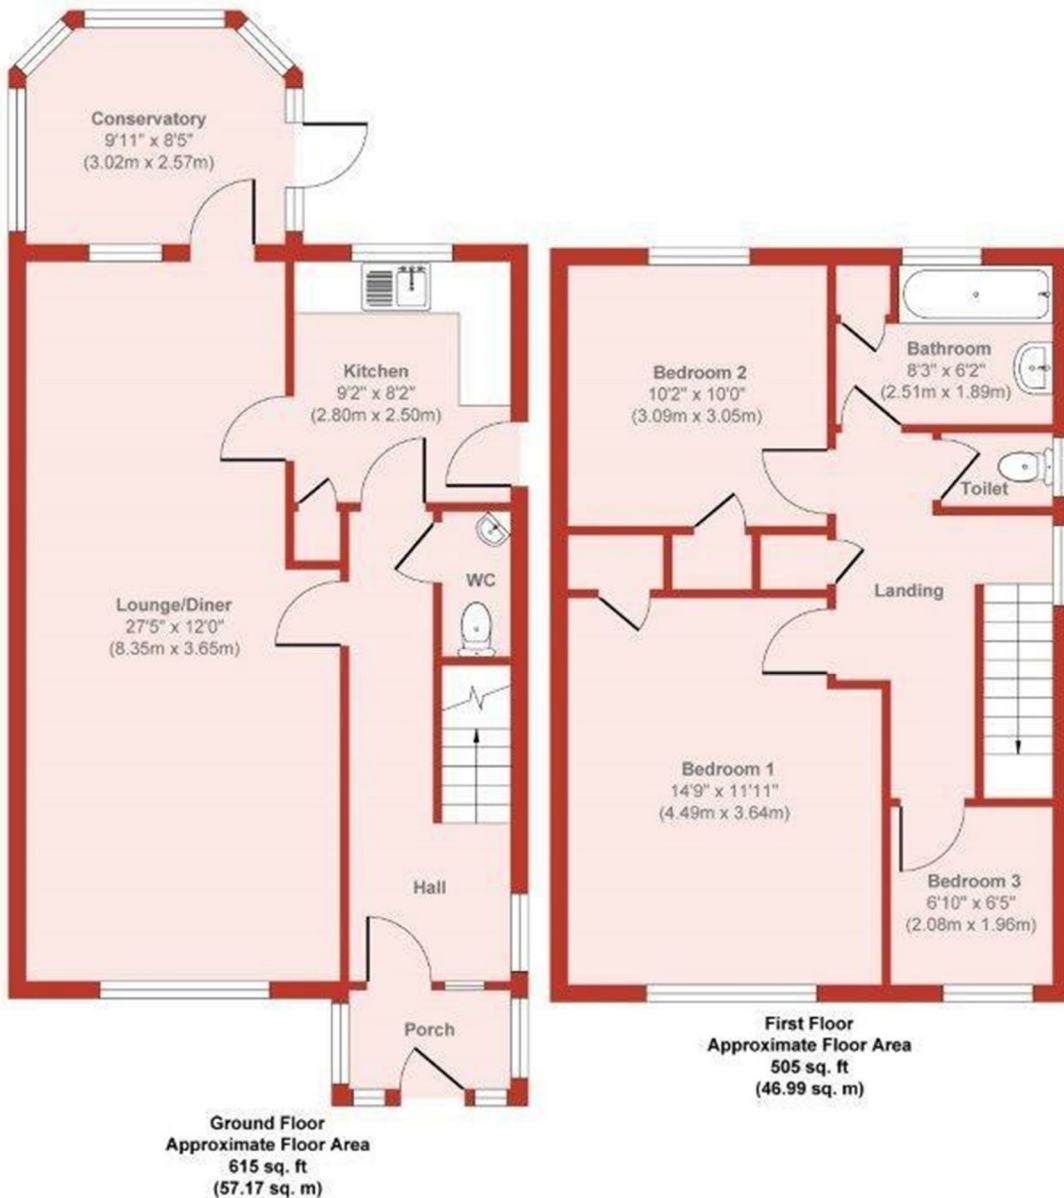 Conservatory
9'11" x 8'5"
(3.02m x 2.57m)
Kitchen
9'2" x 8'2"
(2.80m x 2.50m)
Lounge/Diner
27'5" x 12'0"
(8.35m x 3.65m)
WC
Hall
Porch
Ground Floor
Approximate Floor Area
615 sq. ft
(57.17 sq. m)
Bedroom 2
10'2" x 10'0"
(3.09m x 3.05m)
Bathroom
8'3" x 6'2"
(2.51m x 1.89m)
Toilet
Landing
Bedroom 1
14'9" x 11'11"
(4.49m x 3.64m)
Bedroom 3
6'10" x 6'5"
(2.08m x 1.96m)
First Floor
Approximate Floor Area
505 sq. ft
(46.99 sq. m)